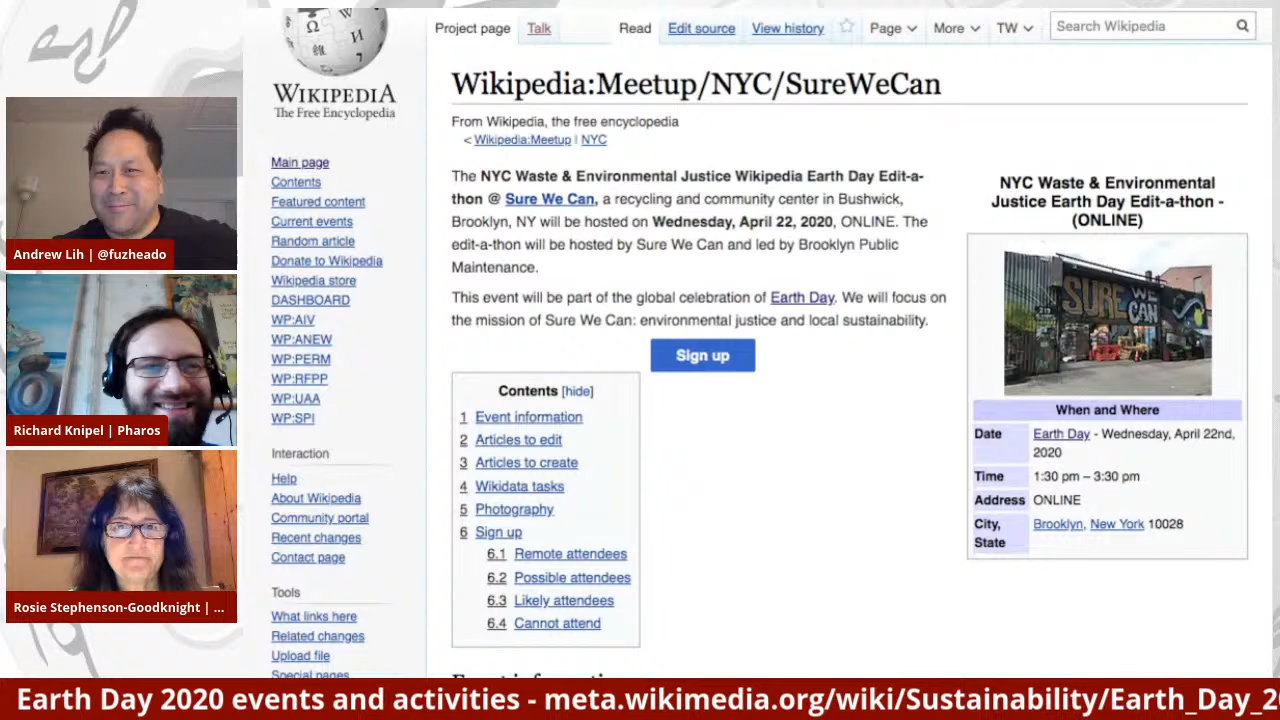 Andrew Lih | @fuzheado
Richard Knipel | Pharos
Rosie Stephenson-Goodknight | ...
WIKIPEDIA
The Free Encyclopedia
Main page
Contents
Featured content
Current events
Random article
Donate to Wikipedia
Wikipedia store
DASHBOARD
WP:AIV
WP:ANEW
WP:PERM
WP:RFPP
WP:UAA
WP:SPI
Interaction
Help
About Wikipedia
Community portal
Recent changes
Contact page
Tools
What links here
Related changes
Upload file
Special pages
Project page Talk Read Edit source View history Page More TW Search Wikipedia
Wikipedia:Meetup/NYC/SureWeCan
From Wikipedia, the free encyclopedia
< Wikipedia:Meetup | NYC
The NYC Waste & Environmental Justice Wikipedia Earth Day Edit-a-
thon @ Sure We Can, a recycling and community center in Bushwick,
Brooklyn, NY will be hosted on Wednesday, April 22, 2020, ONLINE. The
edit-a-thon will be hosted by Sure We Can and led by Brooklyn Public
Maintenance.
This event will be part of the global celebration of Earth Day. We will focus on
the mission of Sure We Can: environmental justice and local sustainability.
Sign up
Contents [hide]
1 Event information
2 Articles to edit
3 Articles to create
4 Wikidata tasks
5 Photography
6 Sign up
6.1 Remote attendees
6.2 Possible attendees
6.3 Likely attendees
6.4 Cannot attend
NYC Waste & Environmental
Justice Earth Day Edit-a-thon -
(ONLINE)
SURE WE
CAN
When and Where
Date Earth Day - Wednesday, April 22nd,
2020
Time 1:30 pm – 3:30 pm
Address ONLINE
City, Brooklyn, New York 10028
State
Earth Day 2020 events and activities - meta.wikimedia.org/wiki/Sustainability/Earth_Day_2